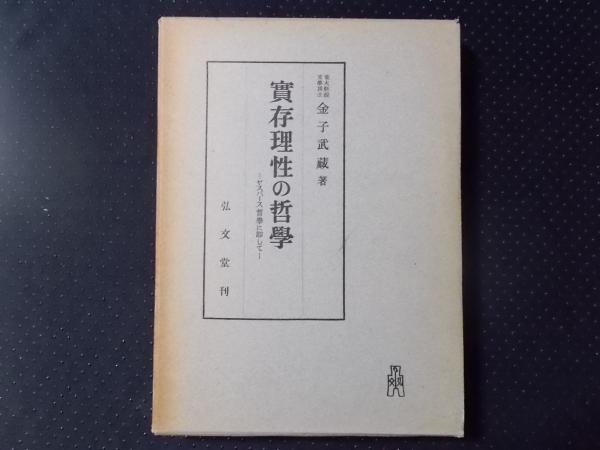 東大教授
文學博士
金子武蔵著
實存理性の哲學
―ヤスパース哲學に卽して―
弘文堂刊